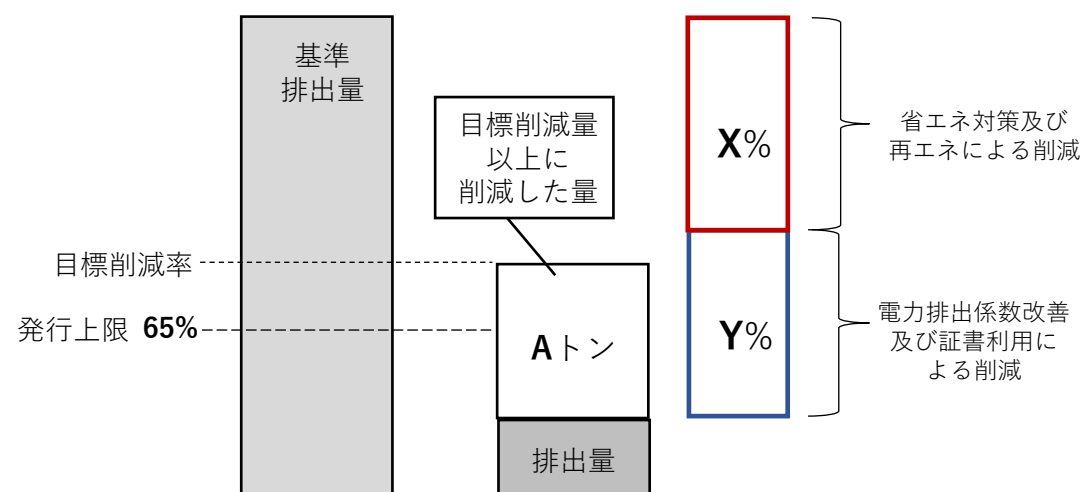 基準
排出量
目標削減量
以上に
削減した量
X%
省エネ対策及び
再エネによる削減
目標削減率
発行上限 65%
Aトン
Y%
電力排出係数改善
及び証書利用に
よる削減
排出量